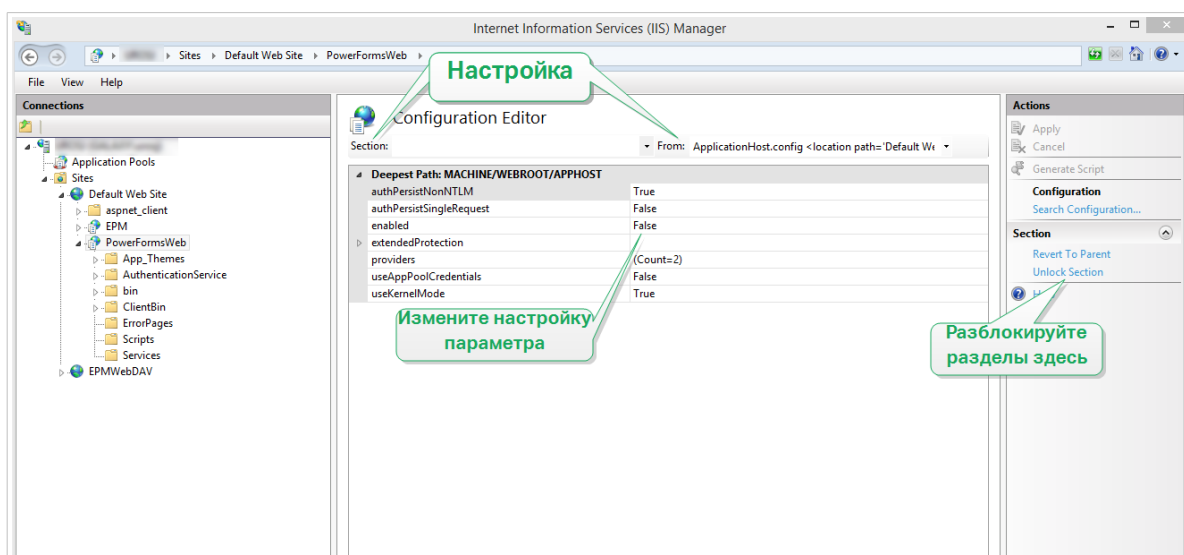 Internet Information Services (IIS) Manager
Sites
Default Web Site
PowerFormsWeb
File View Help
Настройка
Connections
Application Pools
Sites
Default Web Site
aspnet_client
EPM
PowerFormsWeb
App_Themes
AuthenticationService
bin
ClientBin
ErrorPages
Scripts
Services
EPMWebDAV
Configuration Editor
Section:
From: ApplicationHost.config <location path='Default We
Deepest Path: MACHINE/WEBROOT/APPHOST
authPersistNonNTLM True
authPersistSingleRequest False
enabled False
extendedProtection
providers (Count=2)
useAppPoolCredentials False
useKernelMode True
Измените настройку
параметра
Actions
Apply
Cancel
Generate Script
Configuration
Search Configuration...
Section
Revert To Parent
Unlock Section
Разблокируйте
разделы здесь